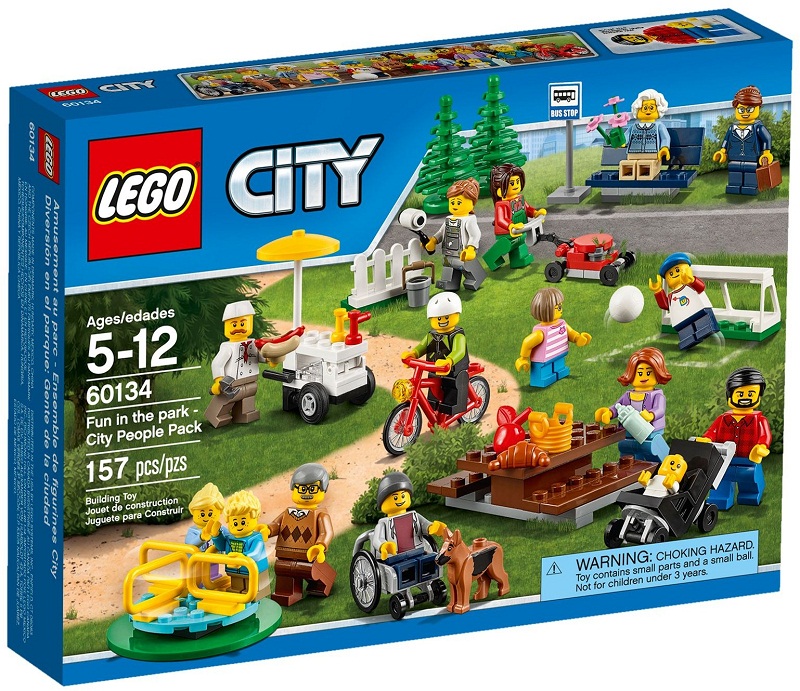 LEGO
CITY
60134
BUS STOP
60134
LEGO
Amusement au parc - Ensemble de figurines City
Diversión en el parque: Gente de la ciudad
LEGO
CITY
Ages/edades
5-12
60134
Fun in the park -
City People Pack
157 pcs/pzs
Building Toy
Jouet de construction
Juguete para Construir
WARNING: CHOKING HAZARD.
Toy contains small parts and a small ball.
Not for children under 3 years.